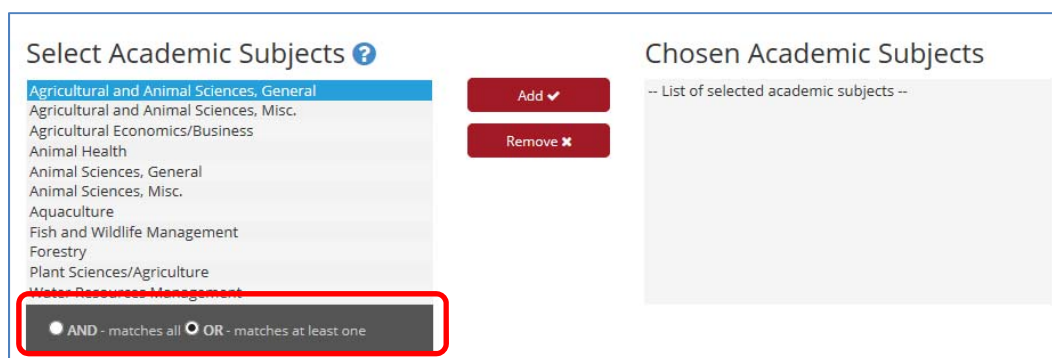 Select Academic Subjects
Agricultural and Animal Sciences, General
Agricultural and Animal Sciences, Misc.
Agricultural Economics/Business
Animal Health
Animal Sciences, General
Animal Sciences, Misc.
Aquaculture
Fish and Wildlife Management
Forestry
Plant Sciences/Agriculture
Water Resources Management
AND - matches all OR - matches at least one
Add
Remove
Chosen Academic Subjects
-- List of selected academic subjects --